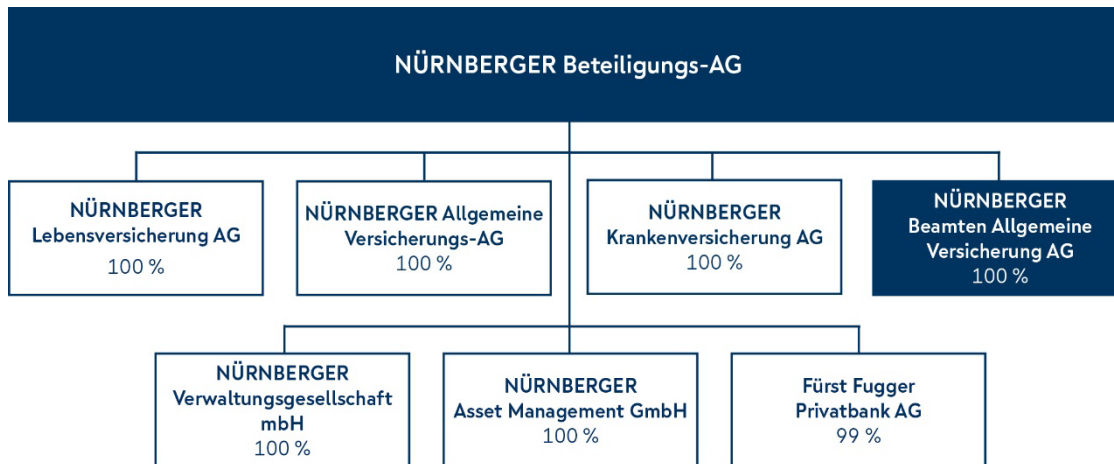 NÜRNBERGER Beteiligungs-AG
NÜRNBERGER
Lebensversicherung AG
100 %
NÜRNBERGER Allgemeine
Versicherungs-AG
100 %
NÜRNBERGER
Krankenversicherung AG
100 %
NÜRNBERGER
Beamten Allgemeine
Versicherung AG
100 %
NÜRNBERGER
Verwaltungsgesellschaft
mbH
100 %
NÜRNBERGER
Asset Management GmbH
100 %
Fürst Fugger
Privatbank AG
99 %